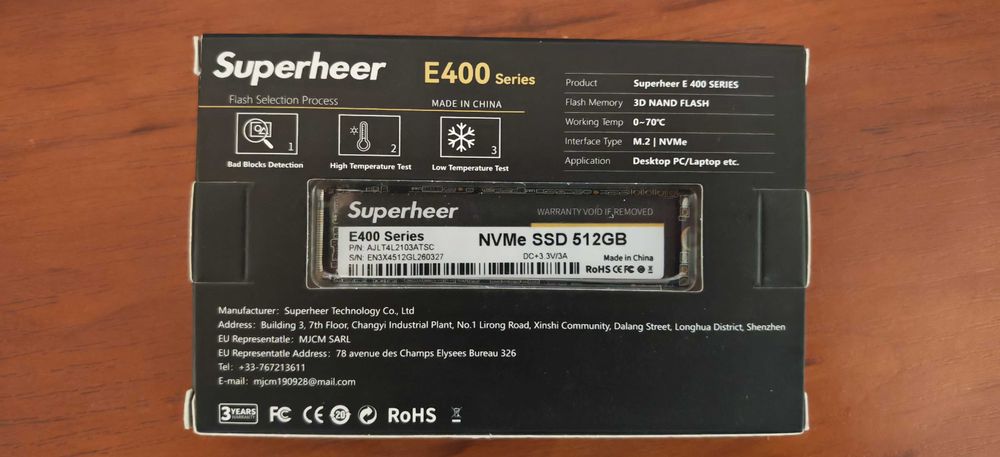 Superheer
E400 Series
Flash Selection Process
MADE IN CHINA
1
2
3
Bad Blocks Detection
High Temperature Test
Low Temperature Test
Product Superheer E 400 SERIES
Flash Memory 3D NAND FLASH
Working Temp 0~70℃
Interface Type M.2 | NVMe
Application Desktop PC/Laptop etc.
Superheer
WARRANTY VOID IF REMOVED
E400 Series
P/N: AJLT4L2103ATSC
S/N: EN3X4512GL260327
NVMe SSD 512GB
DC+3.3V/3A
Made in China
RoHS CE FC
Manufacturer: Superheer Technology Co., Ltd
Address: Building 3, 7th Floor, Changyi Industrial Plant, No.1 Lirong Road, Xinshi Community, Dalang Street, Longhua District, Shenzhen
EU Representatle: MJCM SARL
EU Representatle Address: 78 avenue des Champs Elysees Bureau 326
Tel: +33-767213611
E-mail: mjcm190928@mail.com
3 YEARS
WARRANTY
FC CE 20 RoHS